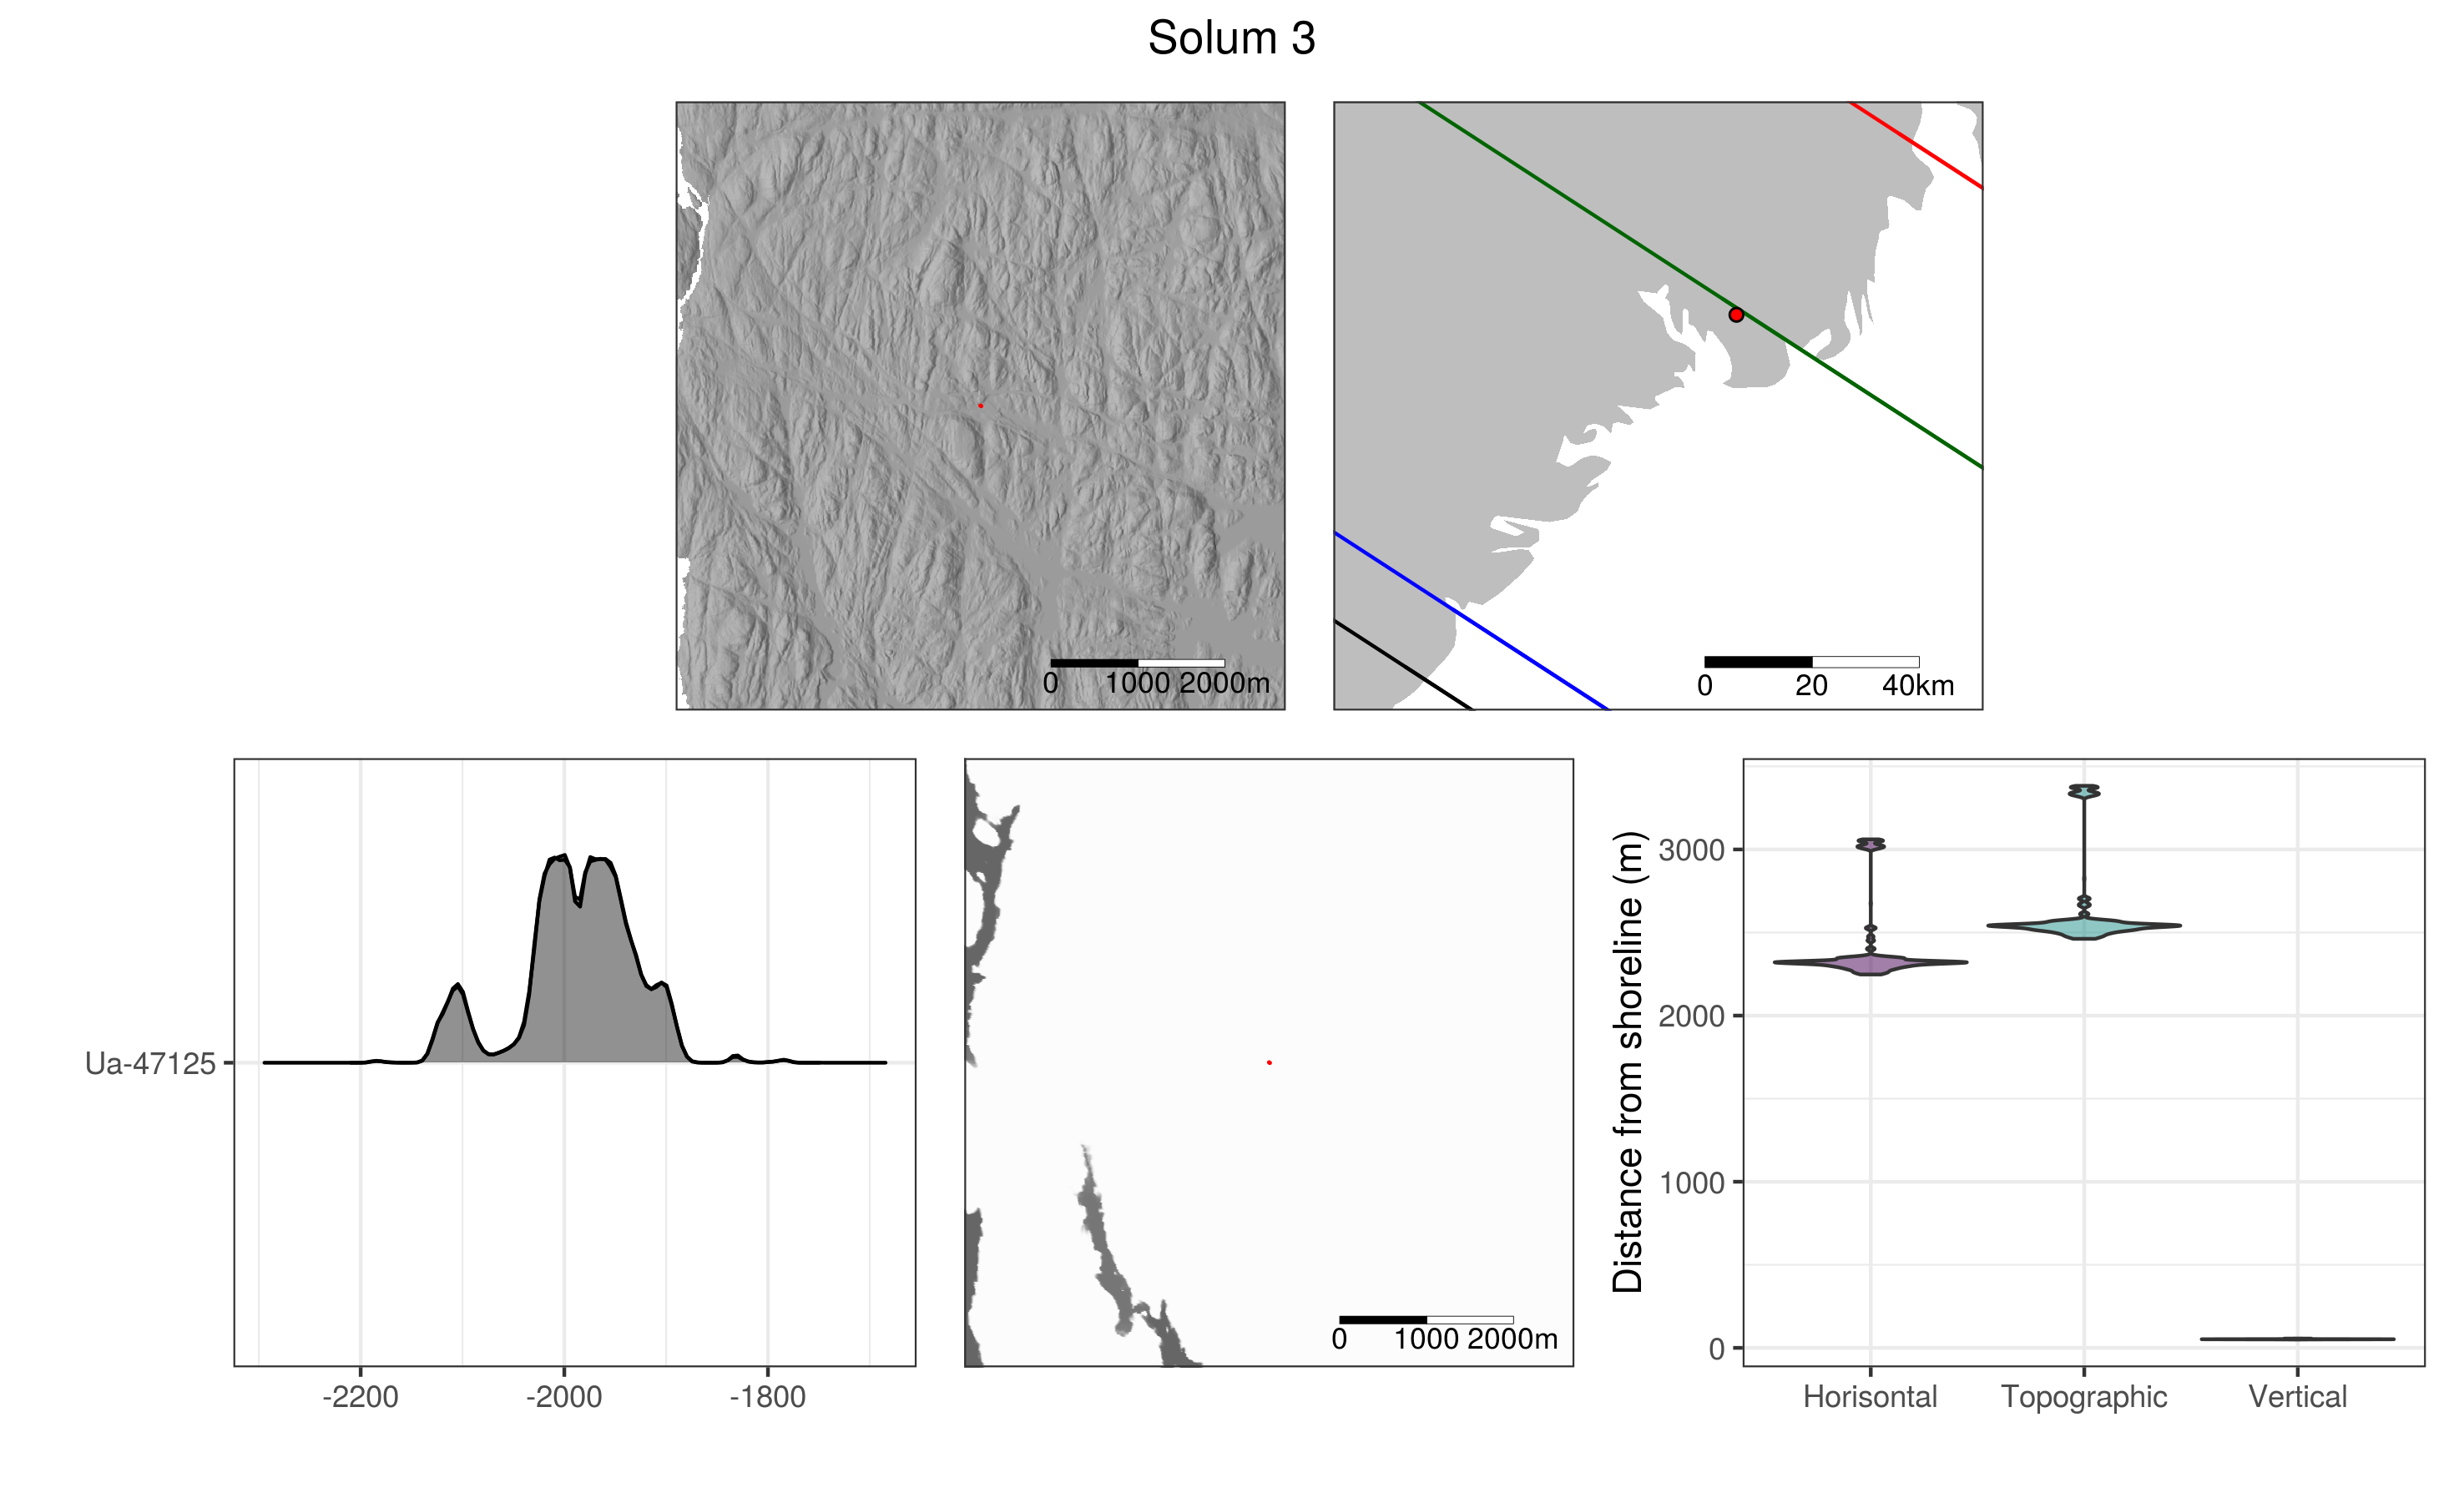 Solum 3
0 1000 2000m
0 20 40km
Ua-47125
-2200 -2000 -1800
0 1000 2000m
Distance from shoreline (m)
3000
2000
1000
0
Horisontal Topographic Vertical